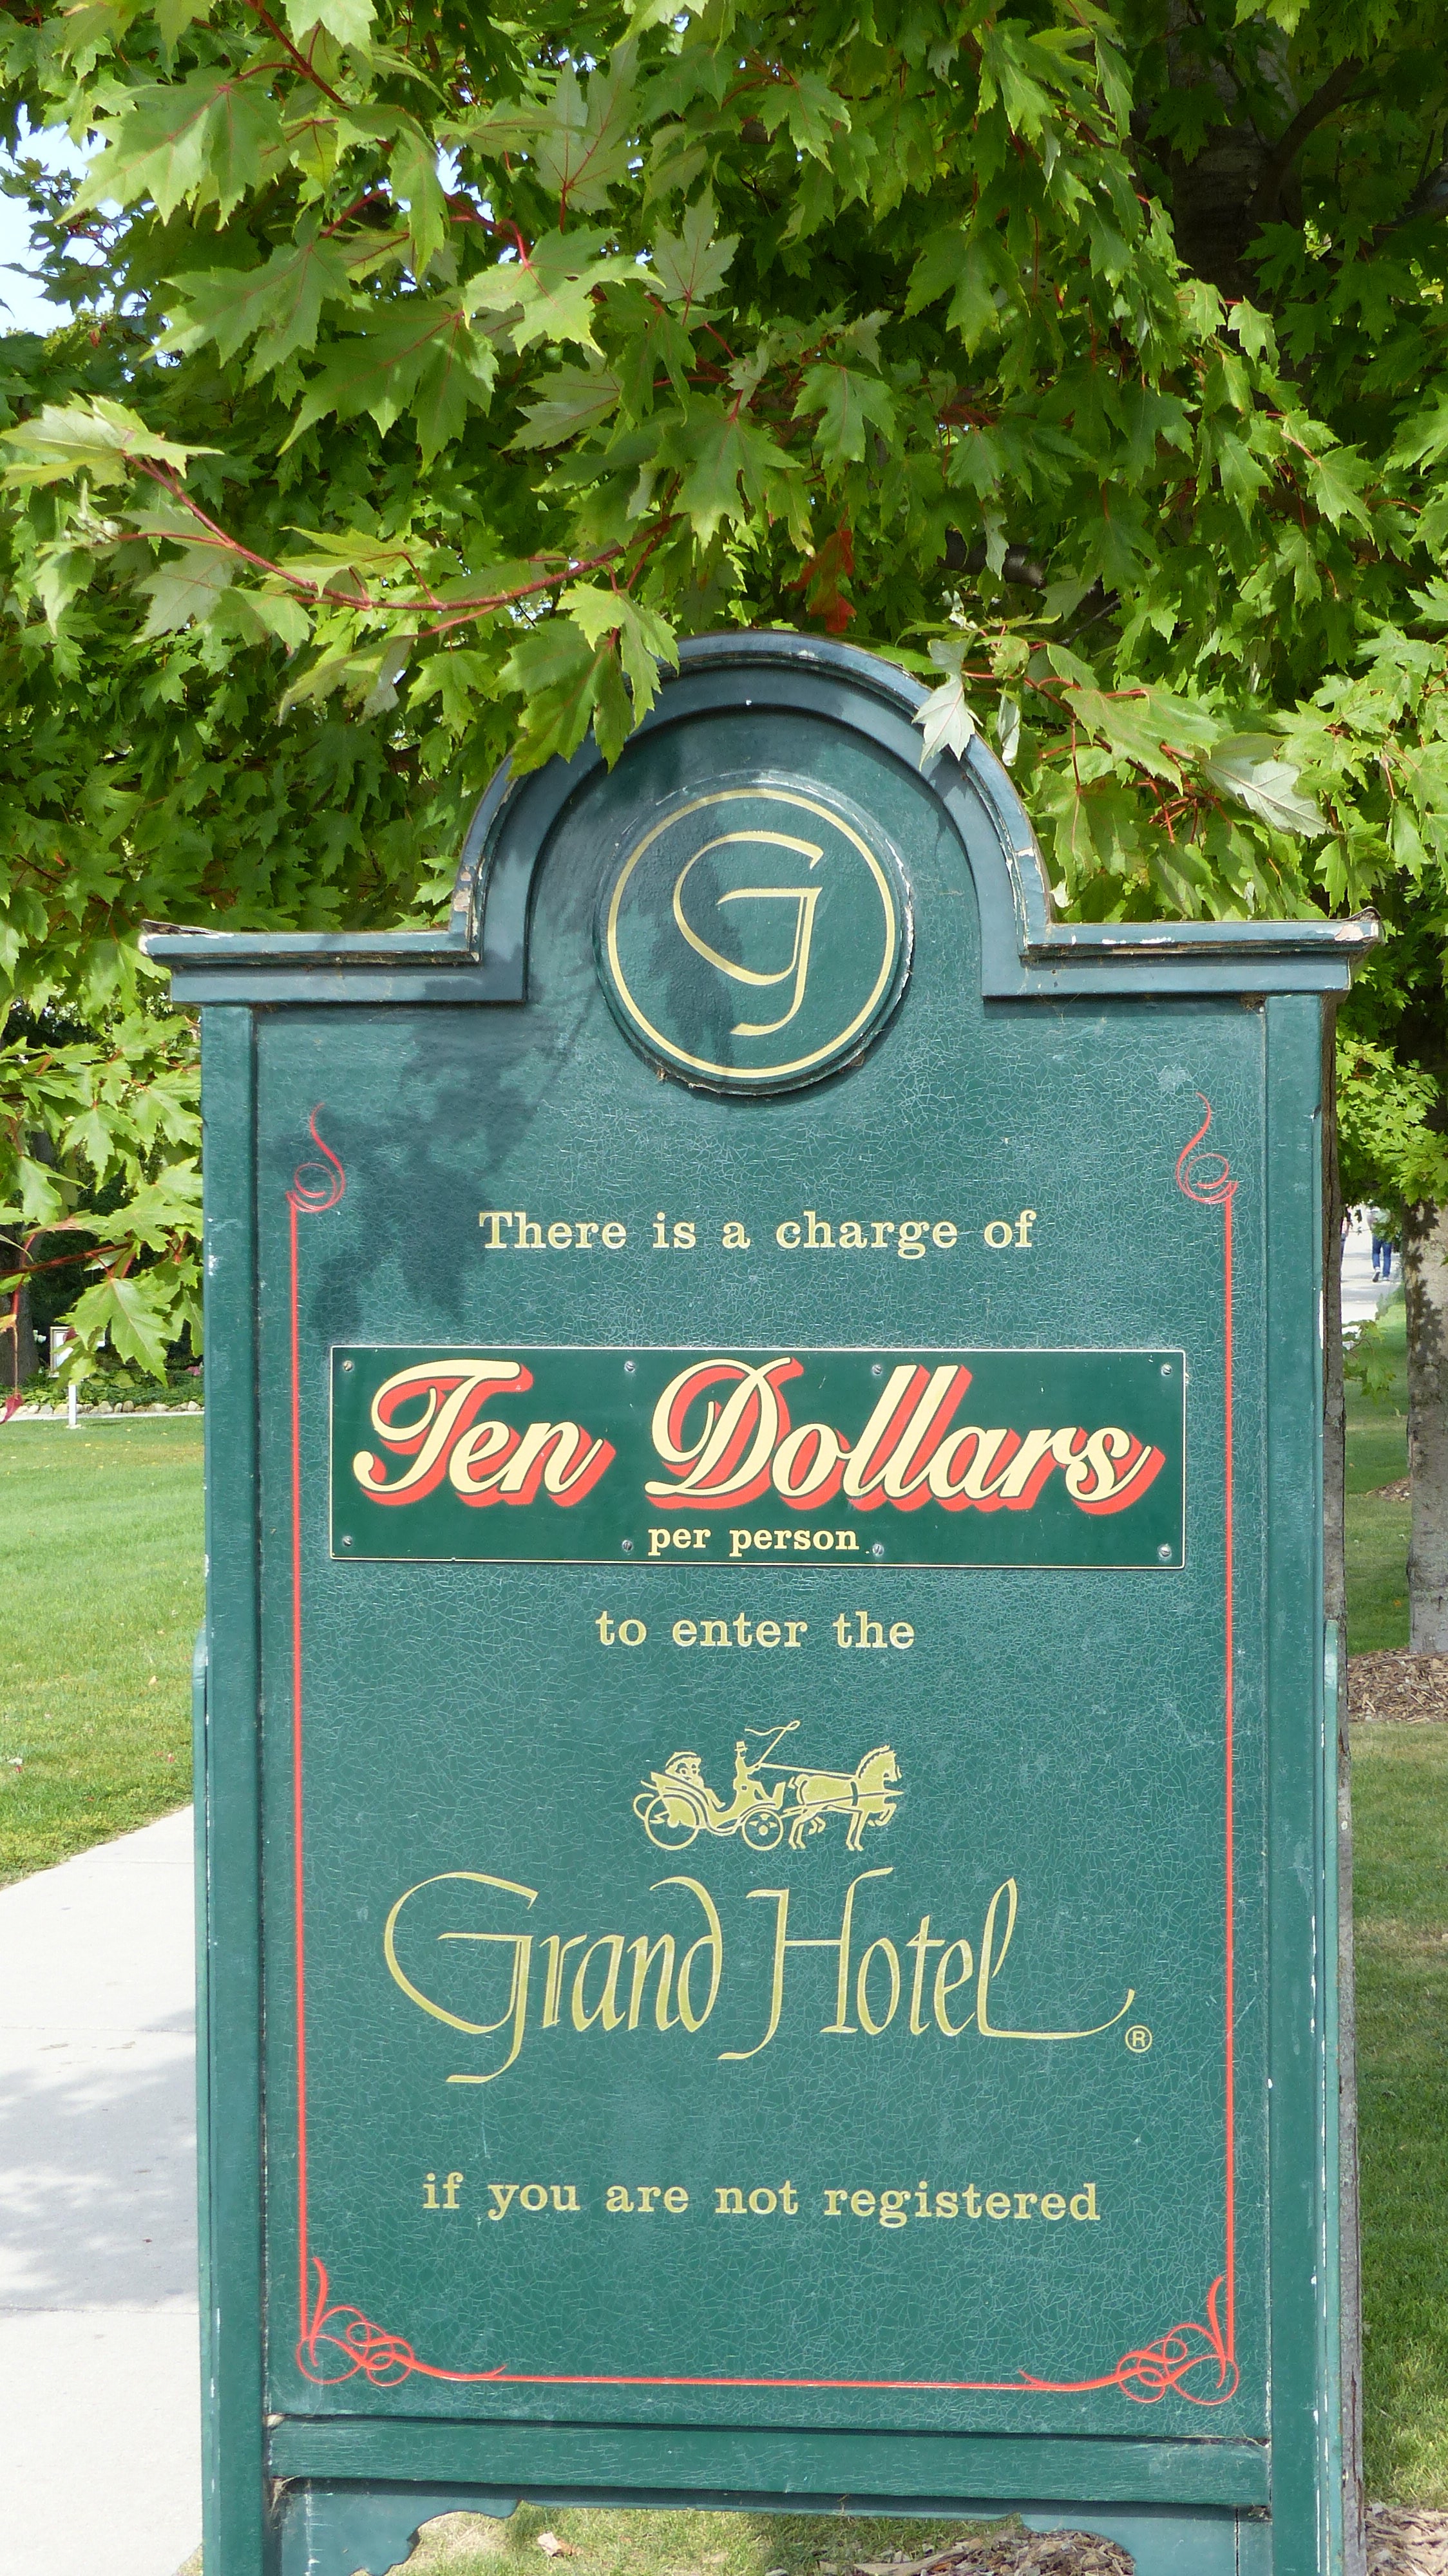 G
There is a charge of
Ten Dollars
per person
to enter the
Grand Hotel ®
if you are not registered